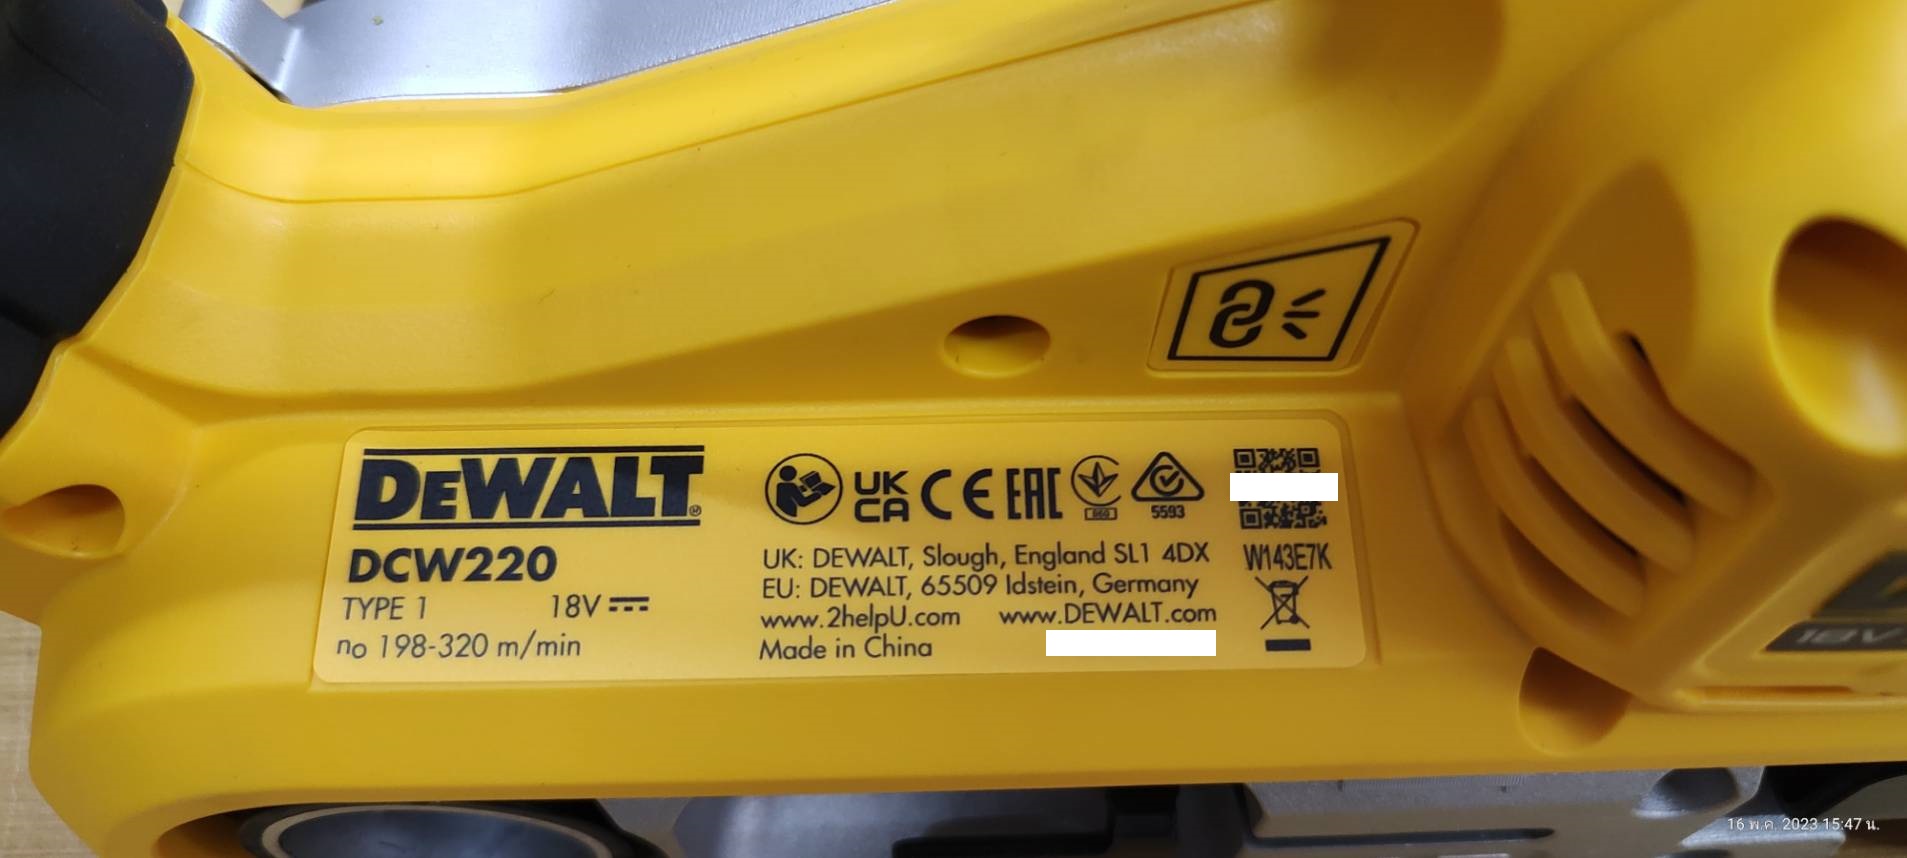 DEWALT®
DCW220
TYPE 1 18V
no 198-320 m/min
UK
CA
CE
EAC
060
5593
UK: DEWALT, Slough, England SL1 4DX
EU: DEWALT, 65509 Idstein, Germany
www.2helpU.com www.DEWALT.com
Made in China
W143E7K
18V
16 พ.ค. 2023 15:47 น.